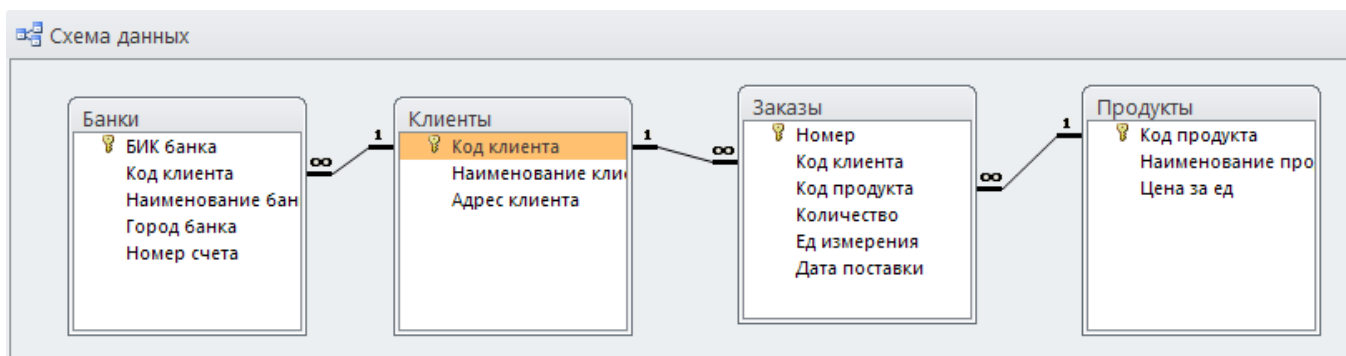 Схема данных
Банки
БИК банка
Код клиента
Наименование бан
Город банка
Номер счета
1
∞
Клиенты
Код клиента
Наименование кли
Адрес клиента
1
∞
Заказы
Номер
Код клиента
Код продукта
Количество
Ед измерения
Дата поставки
1
∞
Продукты
Код продукта
Наименование про
Цена за ед